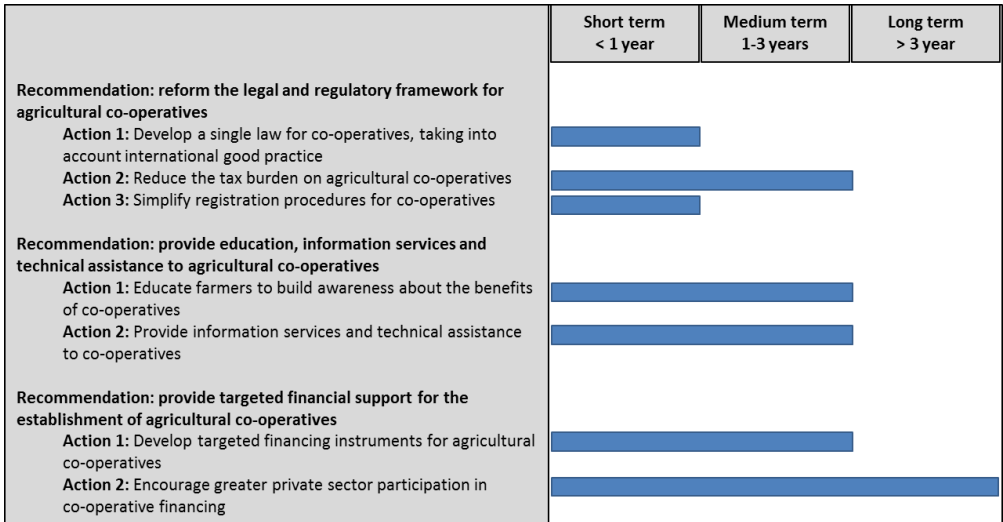 Short term
< 1 year
Medium term
1-3 years
Long term
> 3 year
Recommendation: reform the legal and regulatory framework for
agricultural co-operatives
Action 1: Develop a single law for co-operatives, taking into
account international good practice
Action 2: Reduce the tax burden on agricultural co-operatives
Action 3: Simplify registration procedures for co-operatives
Recommendation: provide education, information services and
technical assistance to agricultural co-operatives
Action 1: Educate farmers to build awareness about the benefits
of co-operatives
Action 2: Provide information services and technical assistance
to co-operatives
Recommendation: provide targeted financial support for the
establishment of agricultural co-operatives
Action 1: Develop targeted financing instruments for agricultural
co-operatives
Action 2: Encourage greater private sector participation in
co-operative financing